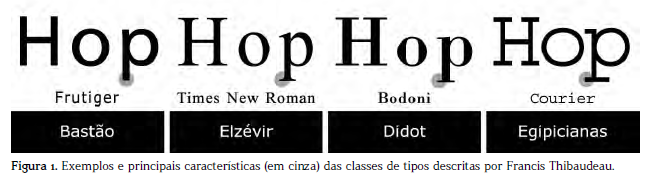 Hop Hop Hop Hop
Frutiger Times New Roman Bodoni Courier
Bastão Elzévir Didot Egipicianas
Figura 1. Exemplos e principais características (em cinza) das classes de tipos descritas por Francis Thibaudeau.